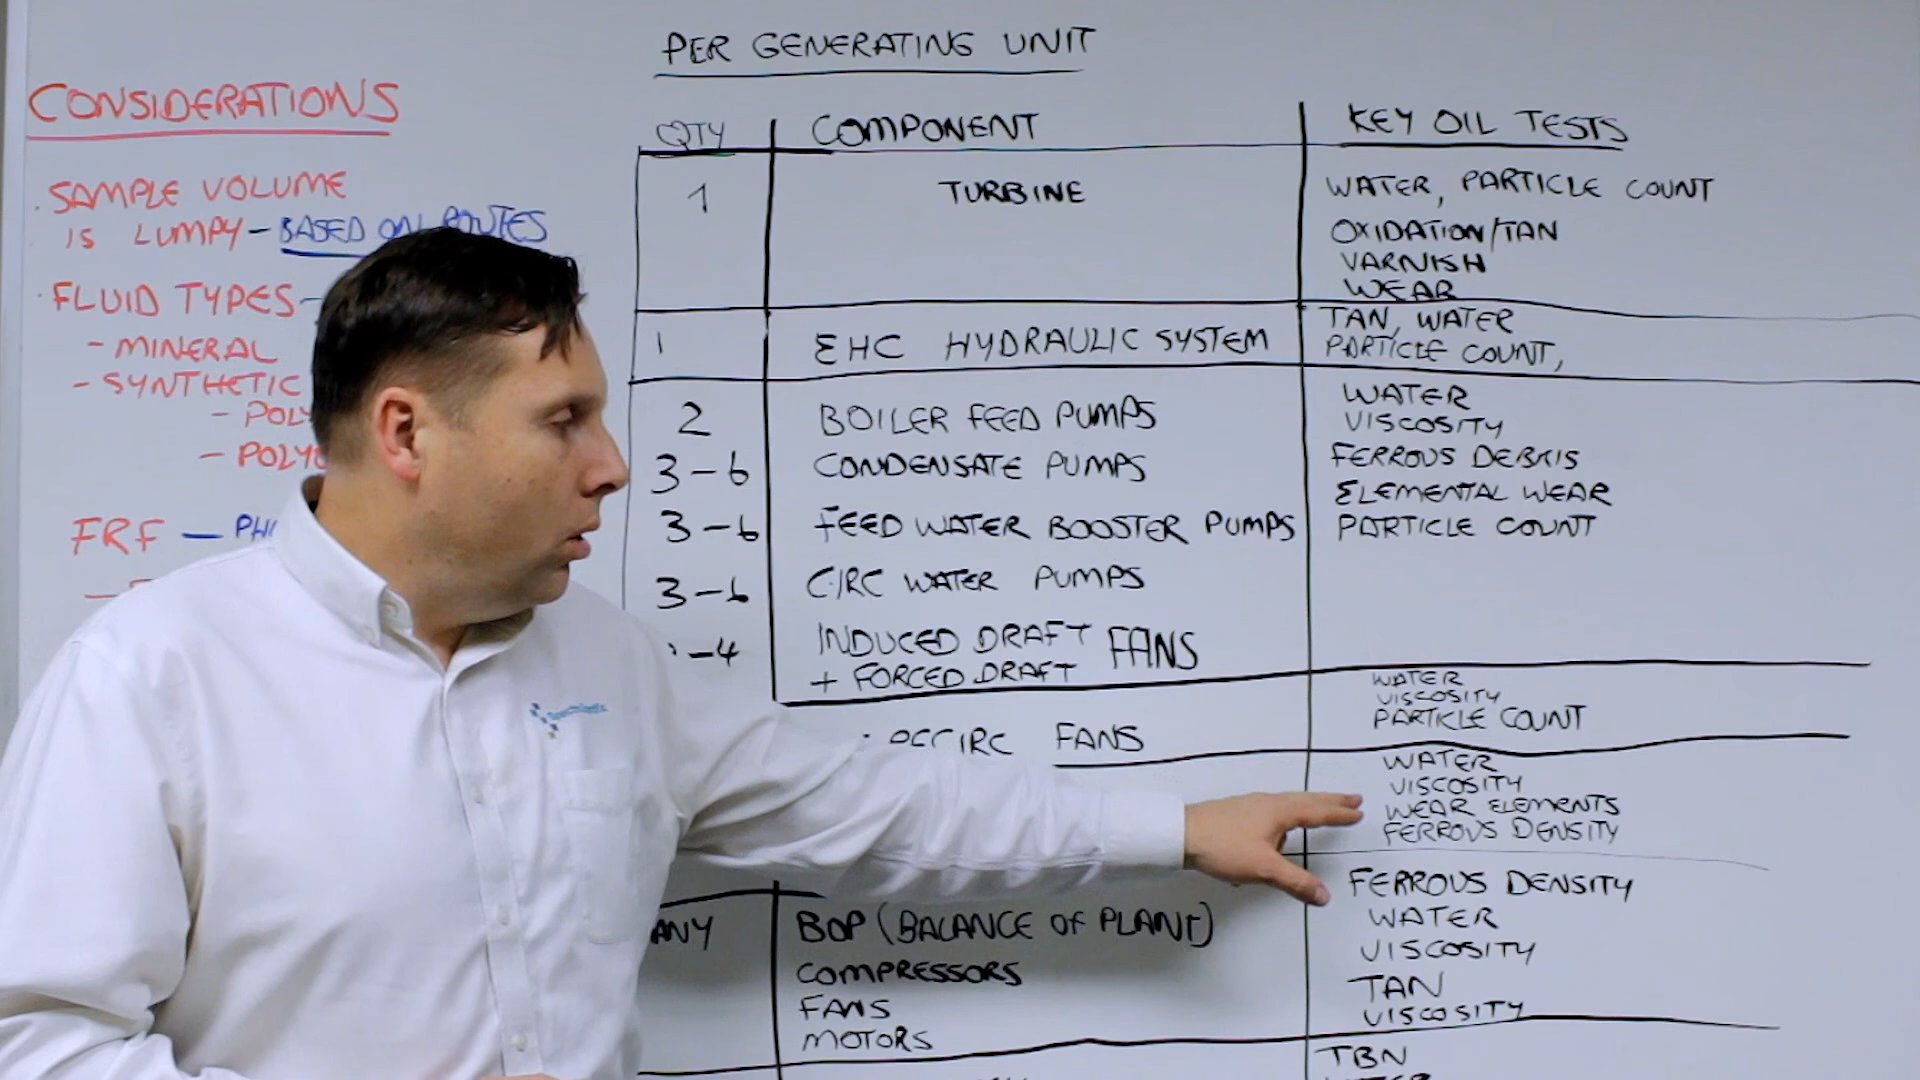 CONSIDERATIONS
· SAMPLE VOLUME
IS LUMPY - BASED ON ROUTES
· FLUID TYPES -
- MINERAL
- SYNTHETIC
- POLY
- POLY
FRF -
PER GENERATING UNIT
QTY COMPONENT KEY OIL TESTS
1 TURBINE WATER, PARTICLE COUNT
OXIDATION/TAN
VARNISH
WEAR
1 EHC HYDRAULIC SYSTEM TAN, WATER
PARTICLE COUNT,
2 BOILER FEED PUMPS WATER
VISCOSITY
3-6 CONDENSATE PUMPS FERROUS DEBRIS
ELEMENTAL WEAR
3-6 FEED WATER BOOSTER PUMPS PARTICLE COUNT
3-6 CIRC WATER PUMPS
-4 INDUCED DRAFT FANS
+ FORCED DRAFT
WATER
VISCOSITY
PARTICLE COUNT
FANS
WATER
VISCOSITY
WEAR ELEMENTS
FERROUS DENSITY
FERROUS DENSITY
ANY BOP (BALANCE OF PLANT) WATER
VISCOSITY
COMPRESSORS TAN
FANS VISCOSITY
MOTORS
TBN